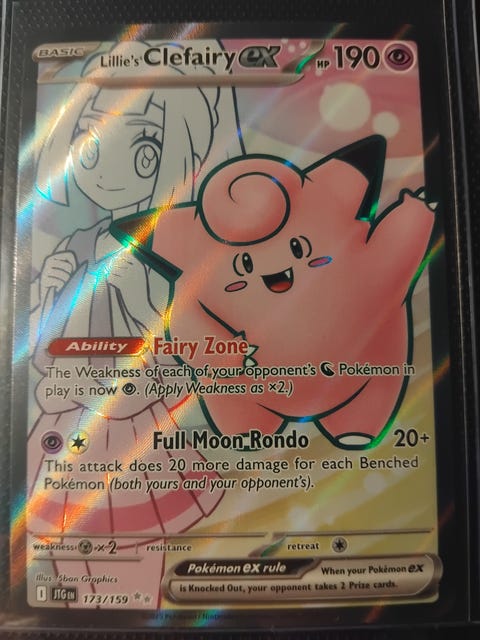 BASIC Lillie's Clefairy ex HP 190
Ability Fairy Zone
The Weakness of each of your opponent's Pokémon in
play is now . (Apply Weakness as ×2.)
Full Moon Rondo 20+
This attack does 20 more damage for each Benched
Pokémon (both yours and your opponent's).
weakness ×2 resistance retreat
Illus. 5ban Graphics
Pokémon ex rule When your Pokémon ex
is Knocked Out, your opponent takes 2 Prize cards.
I JTG EN 173/159